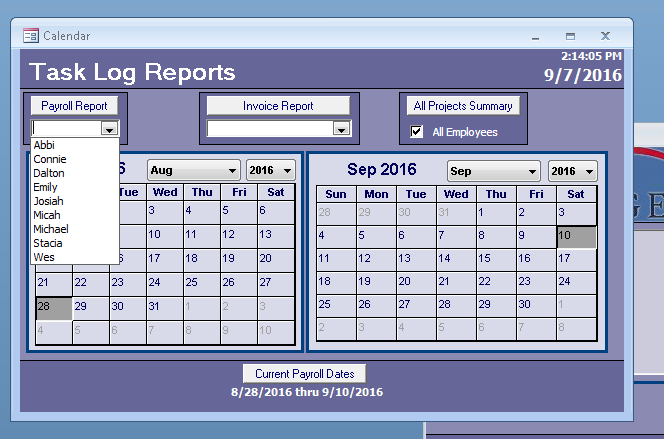 Calendar
2:14:05 PM
Task Log Reports
9/7/2016
Payroll Report
Invoice Report
All Projects Summary
All Employees
Abbi
Connie
Dalton
Emily
Josiah
Micah
Michael
Stacia
Wes
6 Aug 2016
Tue Wed Thu Fri Sat
3 4 5 6
10 11 12 13
16 17 18 19 20
21 22 23 24 25 26 27
28 29 30 31 1 2 3
4 5 6 7 8 9 10
Sep 2016 Sep 2016
Sun Mon Tue Wed Thu Fri Sat
28 29 30 31 1 2 3
4 5 6 7 8 9 10
11 12 13 14 15 16 17
18 19 20 21 22 23 24
25 26 27 28 29 30 1
2 3 4 5 6 7 8
Current Payroll Dates
8/28/2016 thru 9/10/2016